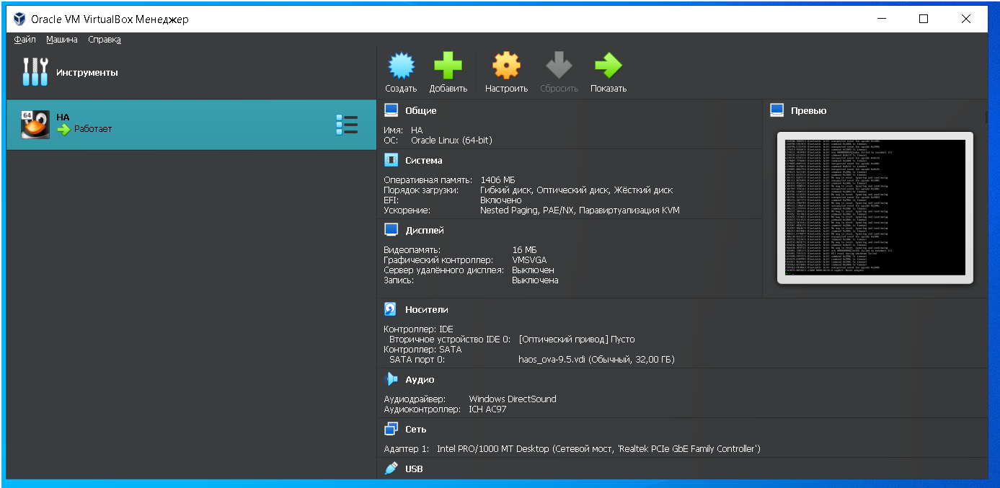 Oracle VM VirtualBox Менеджер
Файл Машина Справка
Инструменты
Создать Добавить Настроить Сбросить Показать
64
HA
Работает
Общие
Имя: HA
ОС: Oracle Linux (64-bit)
Система
Оперативная память: 1406 МБ
Порядок загрузки: Гибкий диск, Оптический диск, Жёсткий диск
EFI: Включено
Ускорение: Nested Paging, PAE/NX, Паравиртуализация KVM
Дисплей
Видеопамять: 16 МБ
Графический контроллер: VMSVGA
Сервер удалённого дисплея: Выключен
Запись: Выключена
Превью
Носители
Контроллер: IDE
Вторичное устройство IDE 0: [Оптический привод] Пусто
Контроллер: SATA
SATA порт 0: haos_ova-9.5.vdi (Обычный, 32,00 ГБ)
Аудио
Аудиодрайвер: Windows DirectSound
Аудиоконтроллер: ICH AC97
Сеть
Адаптер 1: Intel PRO/1000 MT Desktop (Сетевой мост, 'Realtek PCIe GbE Family Controller')
USB